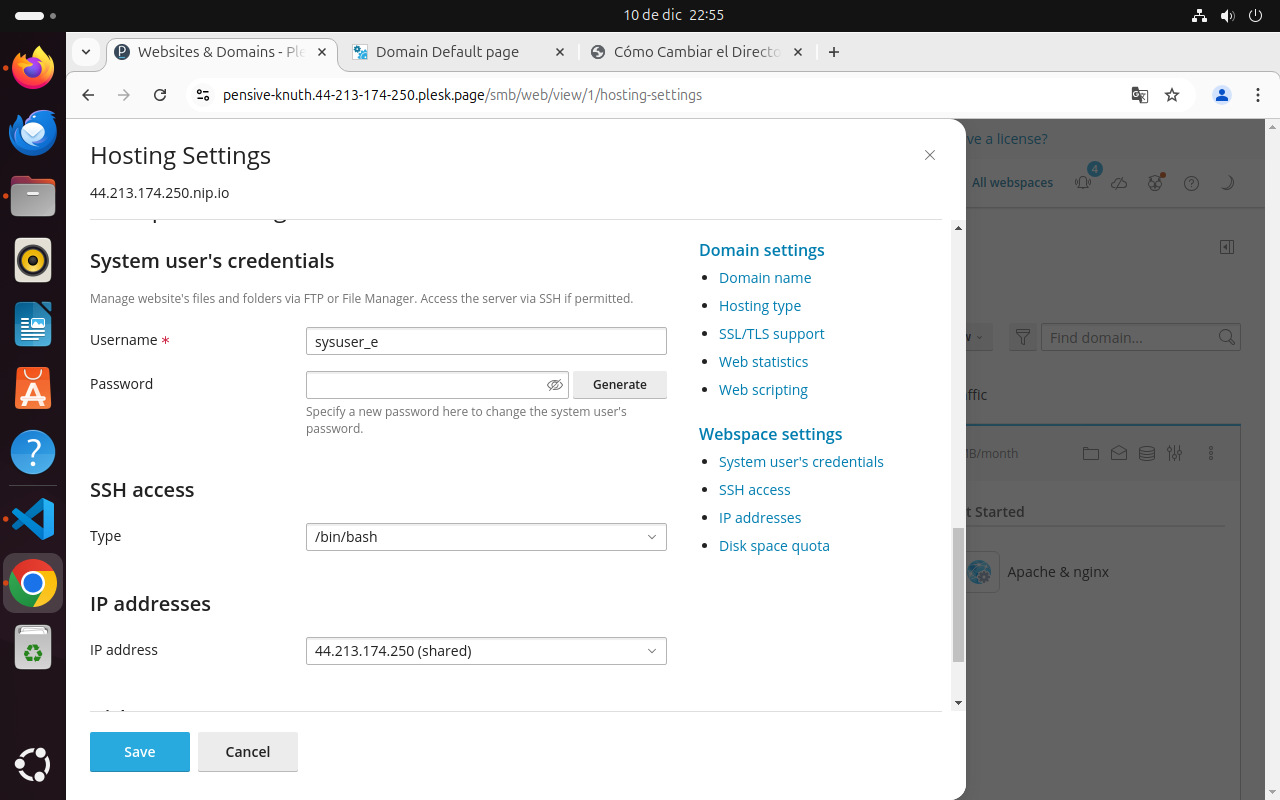 10 de dic 22:55
Websites & Domains - Ple
Domain Default page
Cómo Cambiar el Directo
pensive-knuth.44-213-174-250.plesk.page/smb/web/view/1/hosting-settings
Hosting Settings
44.213.174.250.nip.io
ve a license?
All webspaces
4
System user's credentials
Manage website's files and folders via FTP or File Manager. Access the server via SSH if permitted.
Username *
sysuser_e
Password
Generate
Specify a new password here to change the system user's
password.
SSH access
Type
/bin/bash
IP addresses
IP address
44.213.174.250 (shared)
Domain settings
Domain name
Hosting type
SSL/TLS support
Web statistics
Web scripting
Webspace settings
System user's credentials
SSH access
IP addresses
Disk space quota
Find domain...
affic
MB/month
t Started
Apache & nginx
Save
Cancel